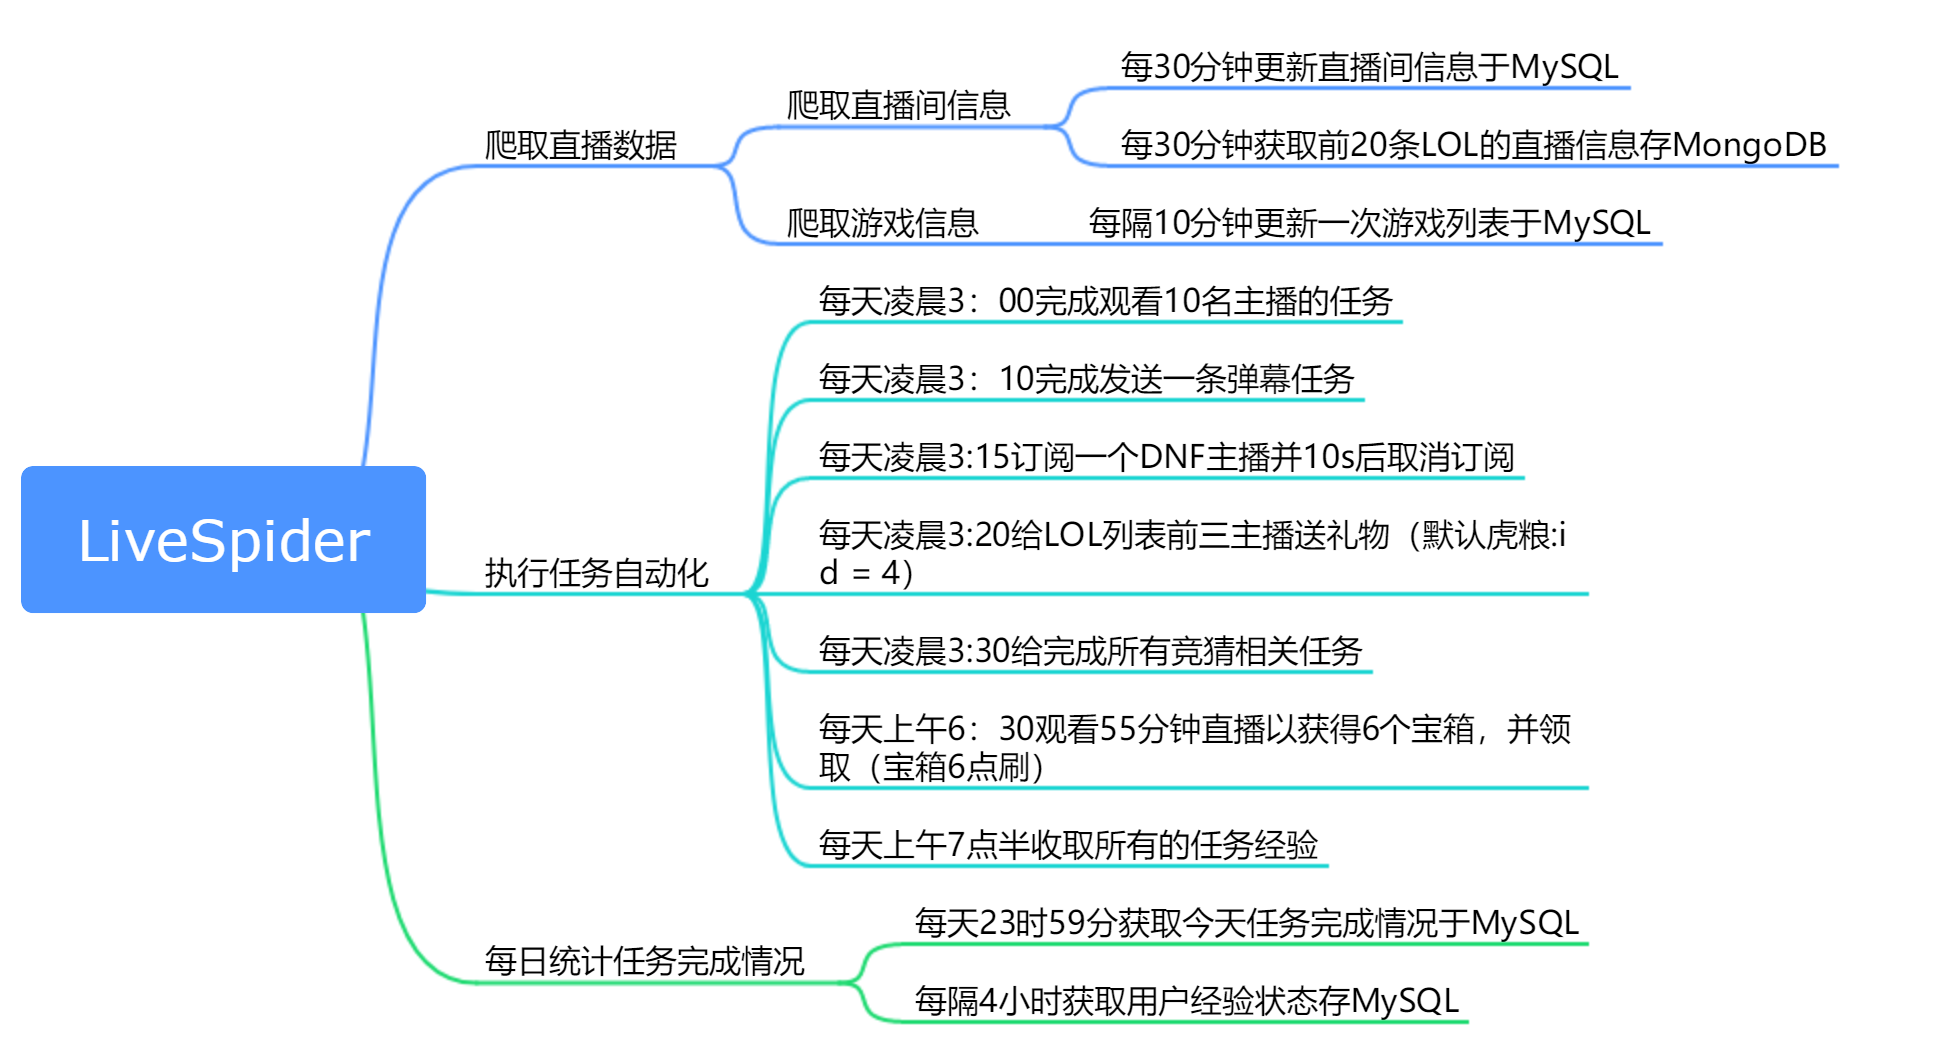 LiveSpider
爬取直播数据
爬取直播间信息
每30分钟更新直播间信息于MySQL
每30分钟获取前20条LOL的直播信息存MongoDB
爬取游戏信息
每隔10分钟更新一次游戏列表于MySQL
执行任务自动化
每天凌晨3：00完成观看10名主播的任务
每天凌晨3：10完成发送一条弹幕任务
每天凌晨3:15订阅一个DNF主播并10s后取消订阅
每天凌晨3:20给LOL列表前三主播送礼物（默认虎粮:i
d = 4）
每天凌晨3:30给完成所有竞猜相关任务
每天上午6：30观看55分钟直播以获得6个宝箱，并领
取（宝箱6点刷）
每天上午7点半收取所有的任务经验
每日统计任务完成情况
每天23时59分获取今天任务完成情况于MySQL
每隔4小时获取用户经验状态存MySQL